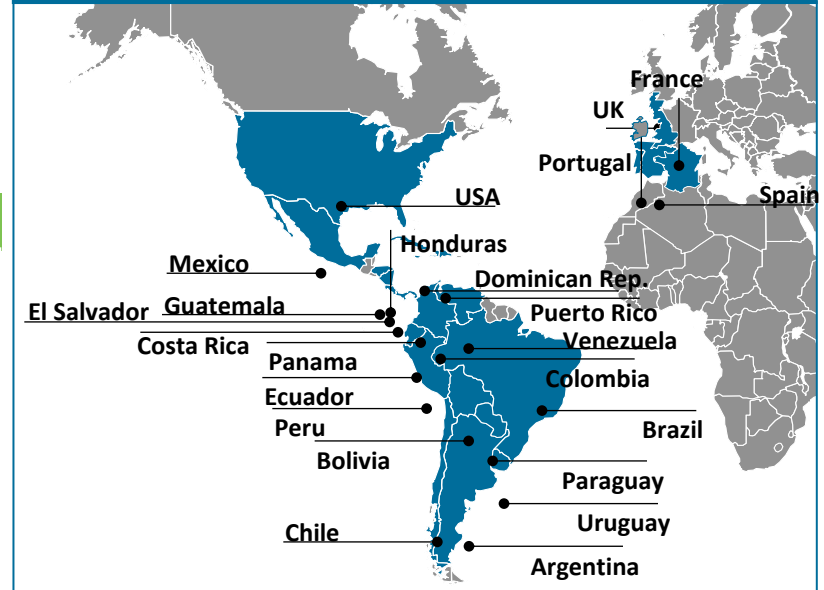 France
UK
Portugal
Spain
USA
Honduras
Mexico
Dominican Rep.
El Salvador
Guatemala
Puerto Rico
Venezuela
Costa Rica
Panama
Colombia
Ecuador
Peru
Brazil
Bolivia
Paraguay
Uruguay
Chile
Argentina